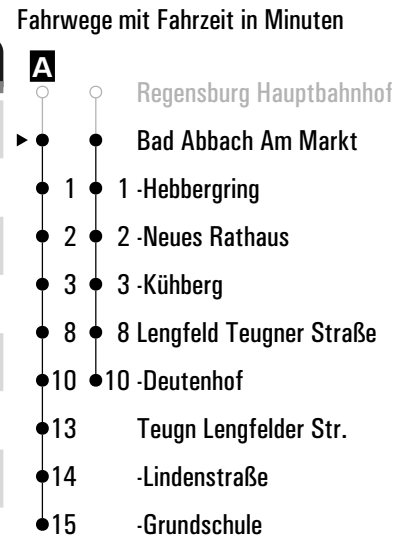 Fahrwege mit Fahrzeit in Minuten
A
Regensburg Hauptbahnhof
Bad Abbach Am Markt
1 1 -Hebbergring
2 2 -Neues Rathaus
3 3 -Kühberg
8 8 Lengfeld Teugner Straße
10 10 -Deutenhof
13 Teugn Lengfelder Str.
14 -Lindenstraße
15 -Grundschule